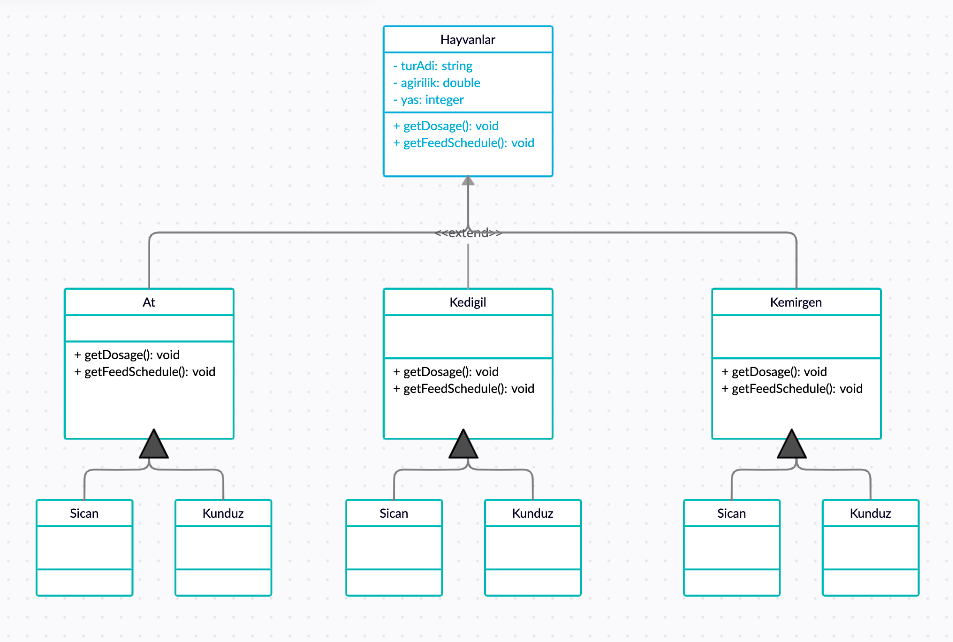 Hayvanlar
- turAdi: string
- agirilik: double
- yas: integer
+ getDosage(): void
+ getFeedSchedule(): void
<<extend>>
At
+ getDosage(): void
+ getFeedSchedule(): void
Kedigil
+ getDosage(): void
+ getFeedSchedule(): void
Kemirgen
+ getDosage(): void
+ getFeedSchedule(): void
Sican
Kunduz
Sican
Kunduz
Sican
Kunduz